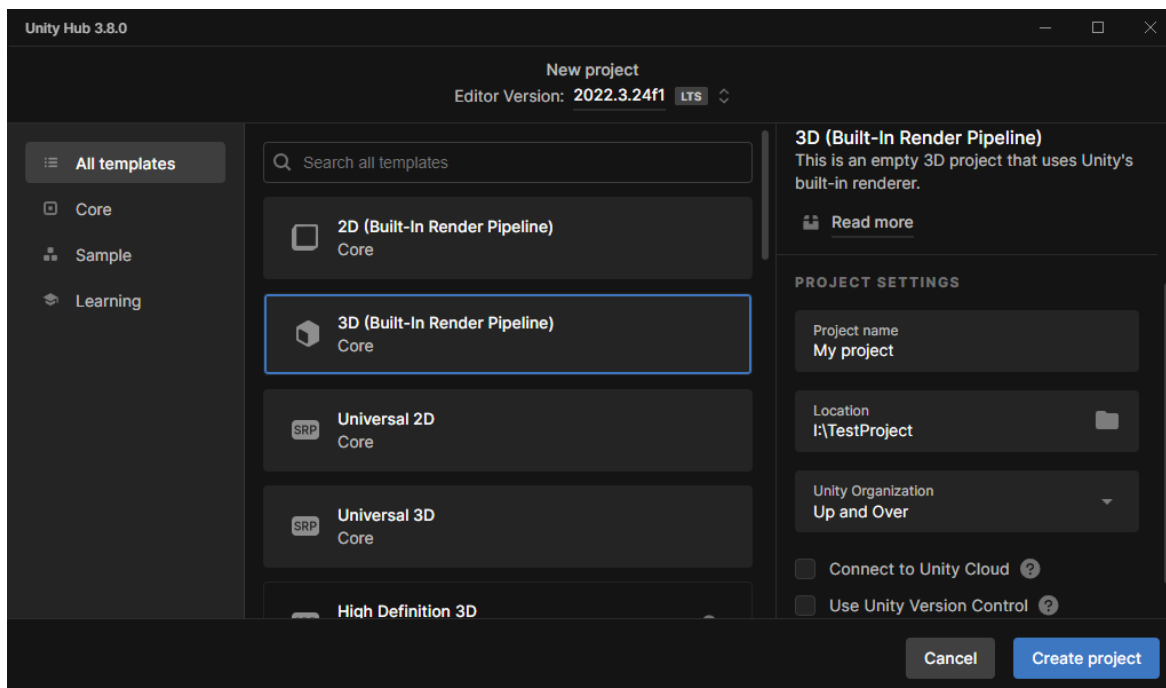 Unity Hub 3.8.0
New project
Editor Version: 2022.3.24f1 LTS
All templates
Core
Sample
Learning
Search all templates
2D (Built-In Render Pipeline)
Core
3D (Built-In Render Pipeline)
Core
SRP
Universal 2D
Core
SRP
Universal 3D
Core
High Definition 3D
3D (Built-In Render Pipeline)
This is an empty 3D project that uses Unity's
built-in renderer.
Read more
PROJECT SETTINGS
Project name
My project
Location
I:\TestProject
Unity Organization
Up and Over
Connect to Unity Cloud ?
Use Unity Version Control ?
Cancel
Create project